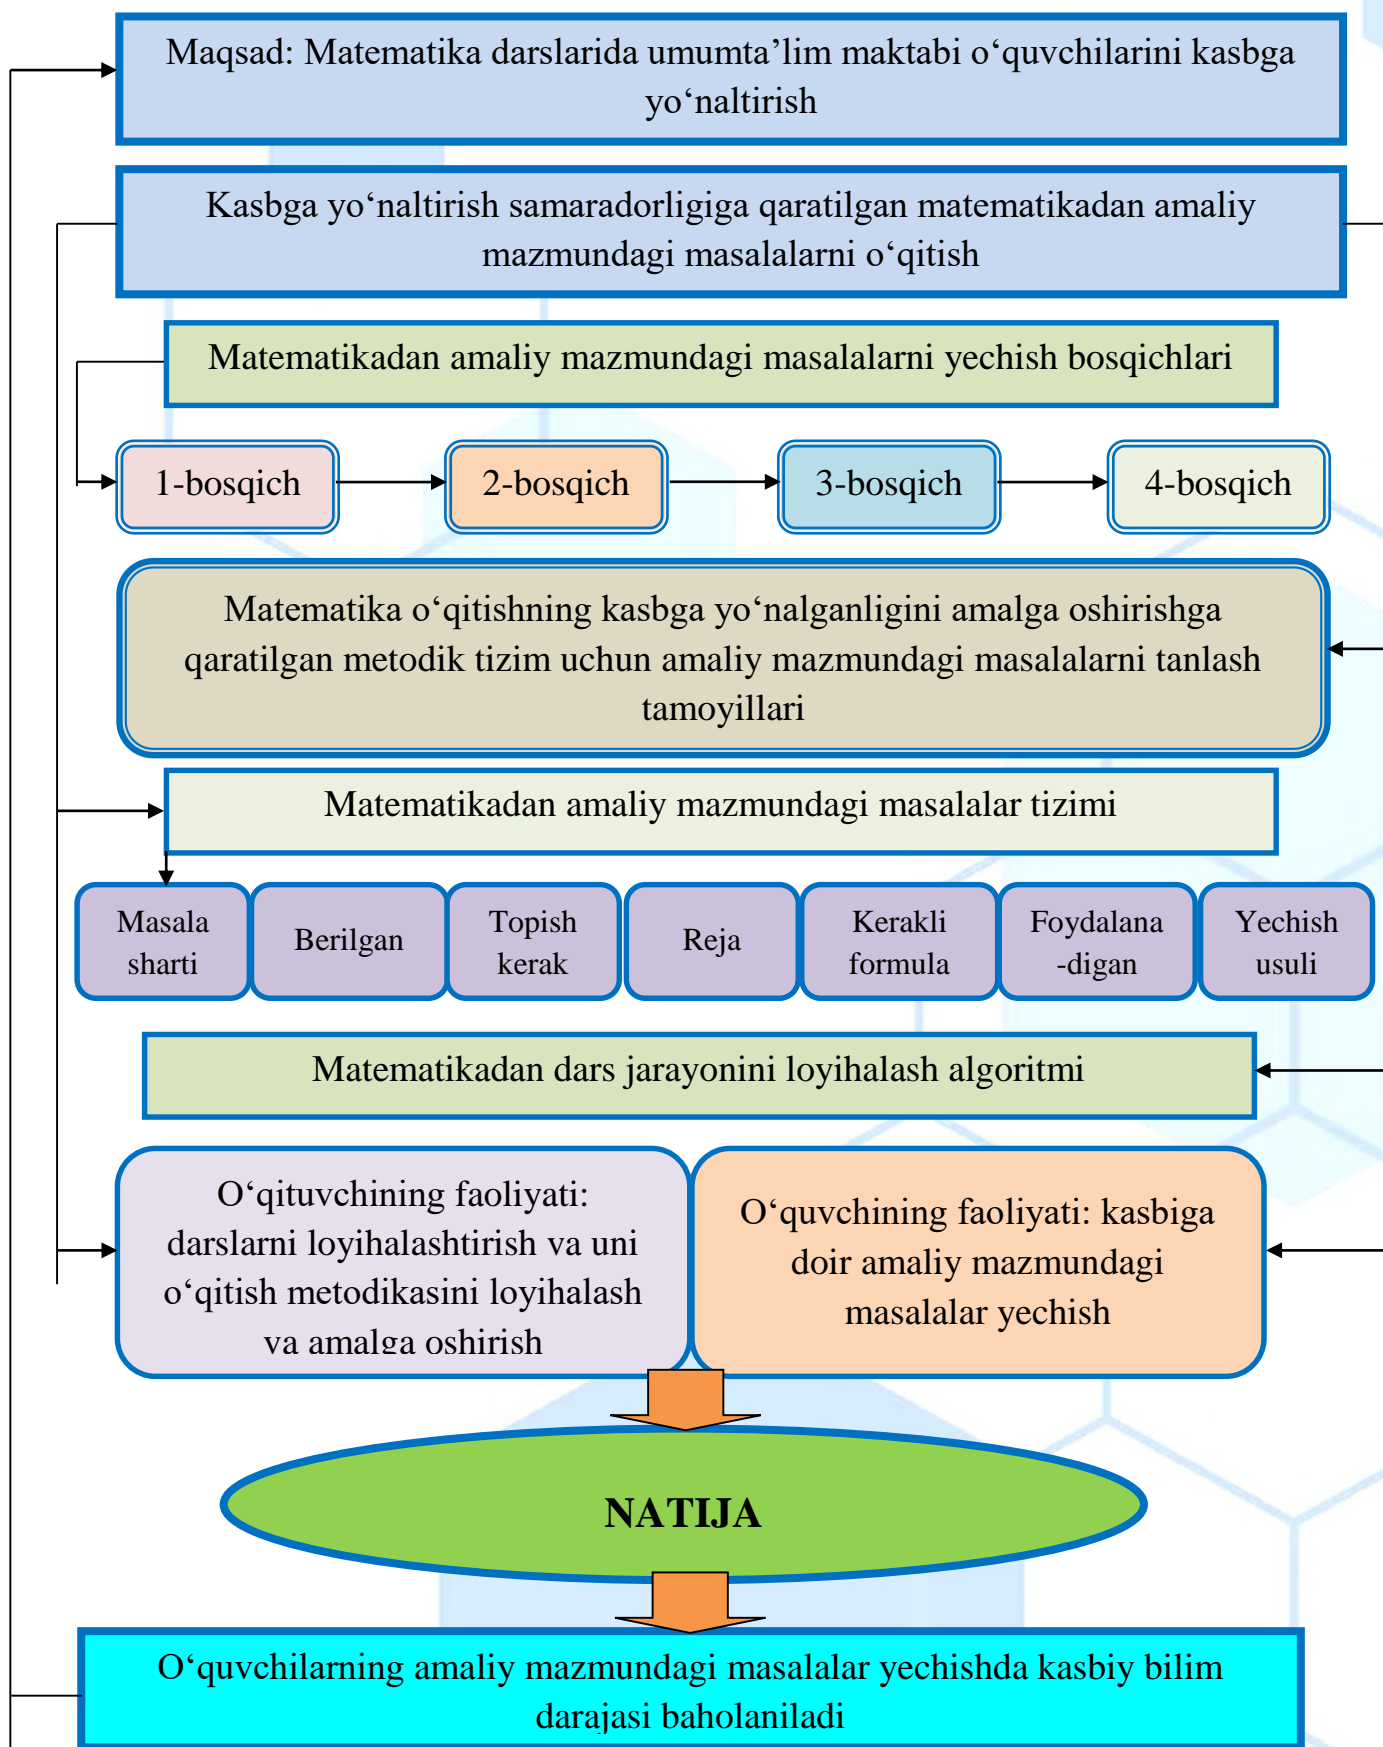 Maqsad: Matematika darslarida umumta’lim maktabi o‘quvchilarini kasbga
yo‘naltirish
Kasbga yo‘naltirish samaradorligiga qaratilgan matematikadan amaliy
mazmundagi masalalarni o‘qitish
Matematikadan amaliy mazmundagi masalalarni yechish bosqichlari
1-bosqich
2-bosqich
3-bosqich
4-bosqich
Matematika o‘qitishning kasbga yo‘nalganligini amalga oshirishga
qaratilgan metodik tizim uchun amaliy mazmundagi masalalarni tanlash
tamoyillari
Matematikadan amaliy mazmundagi masalalar tizimi
Masala
sharti
Berilgan
Topish
kerak
Reja
Kerakli
formula
Foydalana
-digan
Yechish
usuli
Matematikadan dars jarayonini loyihalash algoritmi
O‘qituvchining faoliyati:
darslarni loyihalashtirish va uni
o‘qitish metodikasini loyihalash
va amalga oshirish
O‘quvchining faoliyati: kasbiga
doir amaliy mazmundagi
masalalar yechish
NATIJA
O‘quvchilarning amaliy mazmundagi masalalar yechishda kasbiy bilim
darajasi baholaniladi